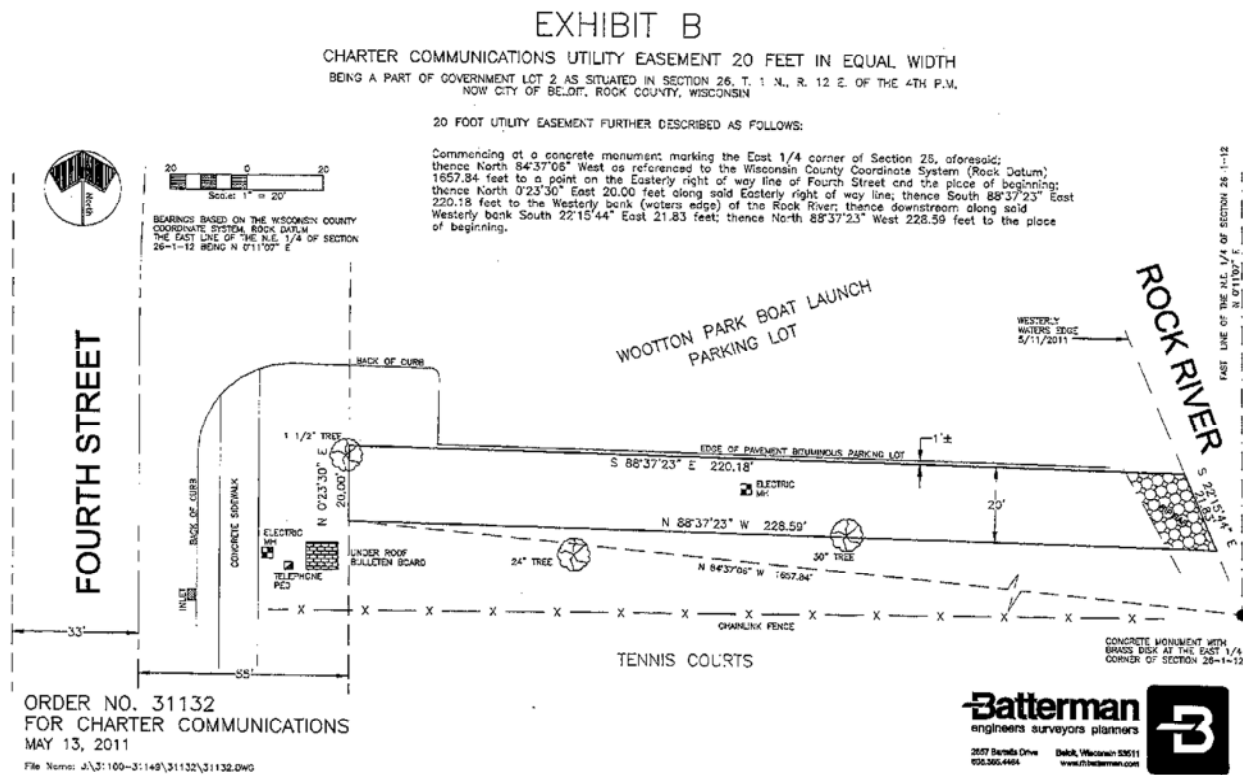 EXHIBIT B
CHARTER COMMUNICATIONS UTILITY EASEMENT 20 FEET IN EQUAL WIDTH
BEING A PART OF GOVERNMENT LOT 2 AS SITUATED IN SECTION 26, T. 1 N., R. 12 E. OF THE 4TH P.M.
NOW CITY OF BELOIT, ROCK COUNTY, WISCONSIN
20 FOOT UTILITY EASEMENT FURTHER DESCRIBED AS FOLLOWS:
Commencing at a concrete monument marking the East 1/4 corner of Section 26, aforesaid;
thence North 84°37'06" West as referenced to the Wisconsin County Coordinate System (Rock Datum)
1657.84 feet to a point on the Easterly right of way line of Fourth Street and the place of beginning;
thence North 0°23'30" East 20.00 feet along said Easterly right of way line; thence South 88°37'23" East
220.18 feet to the Westerly bank (waters edge) of the Rock River; thence downstream along said
Westerly bank South 22°15'44" East 21.83 feet; thence North 88°37'23" West 228.59 feet to the place
of beginning.
North
20 0 20
Scale: 1" = 20'
BEARINGS BASED ON THE WISCONSIN COUNTY
COORDINATE SYSTEM, ROCK DATUM
THE EAST LINE OF THE N.E. 1/4 OF SECTION
26-1-12 BEING N 0°11'07" E
EAST LINE OF THE N.E. 1/4 OF SECTION 26-1-12
N 0°11'07" E
WOOTTON PARK BOAT LAUNCH
PARKING LOT
WESTERLY
WATERS EDGE
5/11/2011
ROCK RIVER
FOURTH STREET
BACK OF CURB
BACK OF CURB
CONCRETE SIDEWALK
1 1/2" TREE
N 0°23'30" E
20.00'
EDGE OF PAVEMENT BITUMINOUS PARKING LOT
1'±
S 88°37'23" E 220.18'
ELECTRIC
MH
20'
S 22°15'44" E
21.83'
N 88°37'23" W 228.59'
ELECTRIC
MH
TELEPHONE
PED
UNDER ROOF
BULLETEN BOARD
24" TREE
30" TREE
N 84°37'06" W 1657.84'
INLET
CHAINLINK FENCE
33'
TENNIS COURTS
CONCRETE MONUMENT WITH
BRASS DISK AT THE EAST 1/4
CORNER OF SECTION 26-1-12
ORDER NO. 31132
FOR CHARTER COMMUNICATIONS
MAY 13, 2011
File Name: J:\31100-31149\31132\31132.DWG
Batterman
engineers surveyors planners
2857 Bartells Drive Beloit, Wisconsin 53511
608.365.4464 www.rhbatterman.com